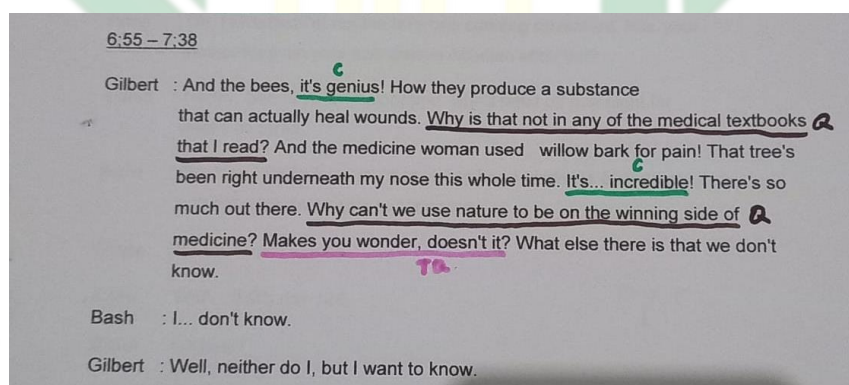 6:55 – 7:38
C
Gilbert : And the bees, it's genius! How they produce a substance
that can actually heal wounds. Why is that not in any of the medical textbooks Q
that I read? And the medicine woman used willow bark for pain! That tree's
C
been right underneath my nose this whole time. It's... incredible! There's so
much out there. Why can't we use nature to be on the winning side of Q
medicine? Makes you wonder, doesn't it? What else there is that we don't
know.
TQ
Bash : I... don't know.
Gilbert : Well, neither do I, but I want to know.